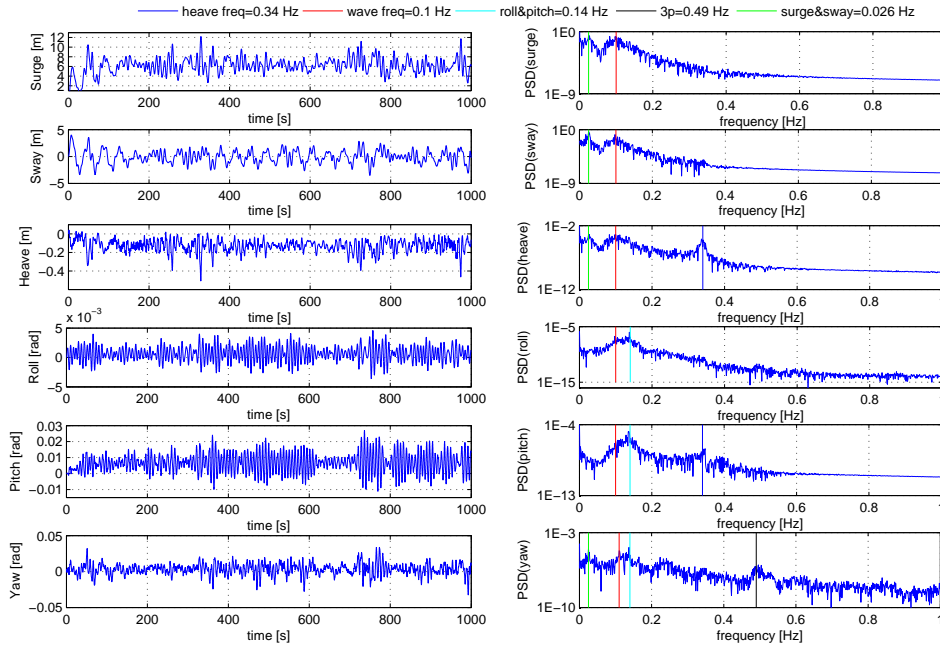 heave freq=0.34 Hz wave freq=0.1 Hz roll&pitch=0.14 Hz 3p=0.49 Hz surge&sway=0.026 Hz
Surge [m]
12
10
8
6
4
2
0 200 400 600 800 1000
time [s]
PSD(surge)
1E0
1E−9
0 0.2 0.4 0.6 0.8
frequency [Hz]
Sway [m]
5
0
−5
0 200 400 600 800 1000
time [s]
PSD(sway)
1E0
1E−9
0 0.2 0.4 0.6 0.8 1
frequency [Hz]
Heave [m]
0
−0.2
−0.4
0 200 400 600 800 1000
time [s]
PSD(heave)
1E−2
1E−12
0 0.2 0.4 0.6 0.8 1
frequency [Hz]
x 10−3
Roll [rad]
5
0
−5
0 200 400 600 800 1000
time [s]
PSD(roll)
1E−5
1E−15
0 0.2 0.4 0.6 0.8 1
frequency [Hz]
Pitch [rad]
0.03
0.02
0.01
0
−0.01
0 200 400 600 800 1000
time [s]
PSD(pitch)
1E−4
1E−13
0 0.2 0.4 0.6 0.8 1
frequency [Hz]
Yaw [rad]
0.05
0
−0.05
0 200 400 600 800 1000
time [s]
PSD(yaw)
1E−3
1E−10
0 0.2 0.4 0.6 0.8 1
frequency [Hz]